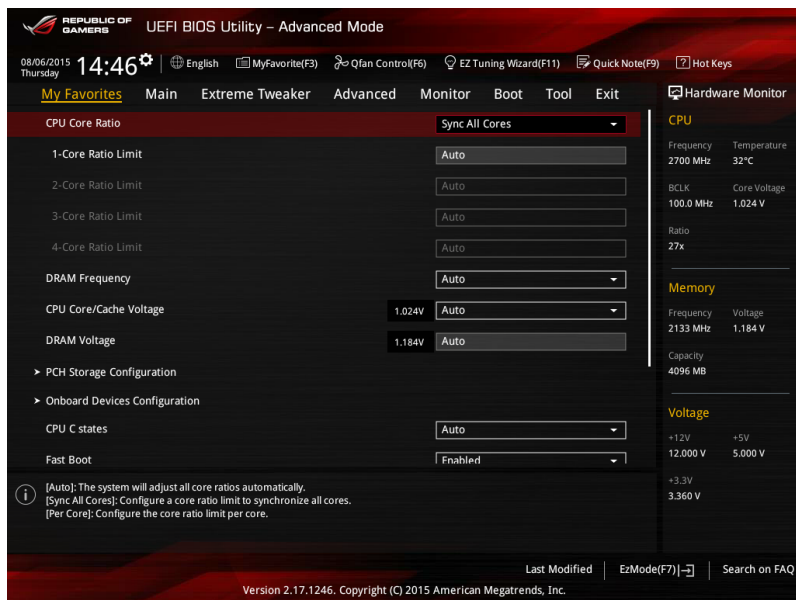 REPUBLIC OF GAMERS
UEFI BIOS Utility – Advanced Mode
08/06/2015
Thursday
14:46
English
MyFavorite(F3)
Qfan Control(F6)
EZ Tuning Wizard(F11)
Quick Note(F9)
Hot Keys
My Favorites Main Extreme Tweaker Advanced Monitor Boot Tool Exit
CPU Core Ratio Sync All Cores
1-Core Ratio Limit Auto
2-Core Ratio Limit Auto
3-Core Ratio Limit Auto
4-Core Ratio Limit Auto
DRAM Frequency Auto
CPU Core/Cache Voltage 1.024V Auto
DRAM Voltage 1.184V Auto
> PCH Storage Configuration
> Onboard Devices Configuration
CPU C states Auto
Fast Boot Enabled
[Auto]: The system will adjust all core ratios automatically.
[Sync All Cores]: Configure a core ratio limit to synchronize all cores.
[Per Core]: Configure the core ratio limit per core.
Hardware Monitor
CPU
Frequency Temperature
2700 MHz 32°C
BCLK Core Voltage
100.0 MHz 1.024 V
Ratio
27x
Memory
Frequency Voltage
2133 MHz 1.184 V
Capacity
4096 MB
Voltage
+12V +5V
12.000 V 5.000 V
+3.3V
3.360 V
Last Modified
EzMode(F7)
Search on FAQ
Version 2.17.1246. Copyright (C) 2015 American Megatrends, Inc.